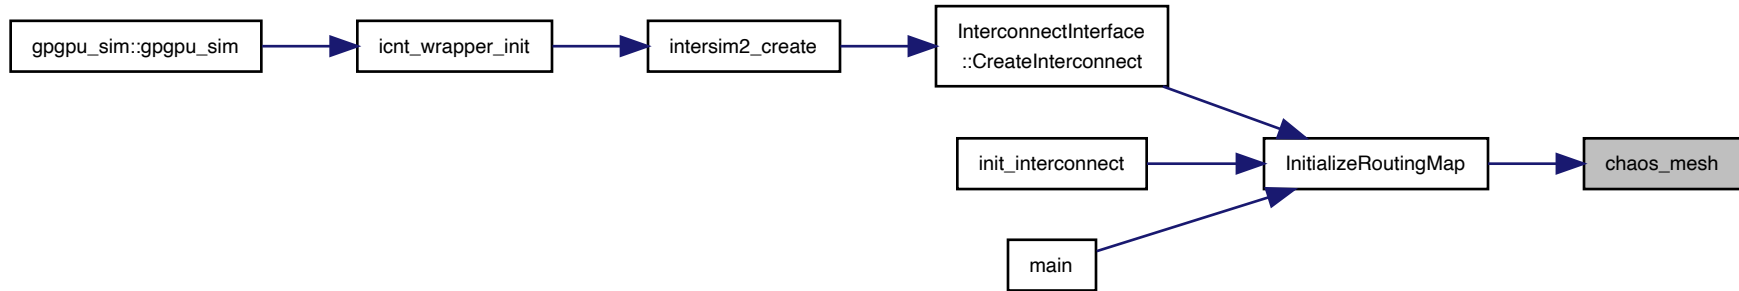 gpgpu_sim::gpgpu_sim
icnt_wrapper_init
intersim2_create
InterconnectInterface
::CreateInterconnect
init_interconnect
InitializeRoutingMap
chaos_mesh
main